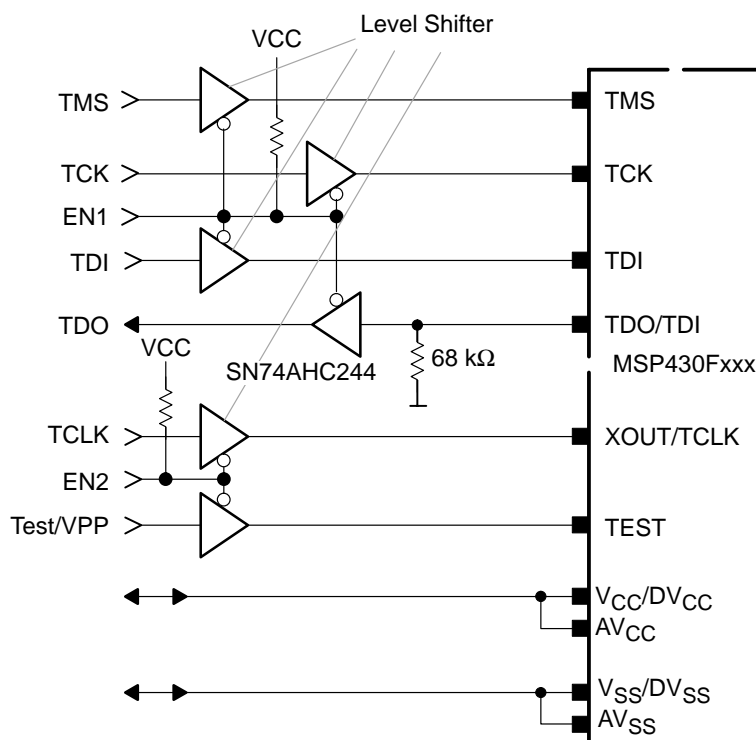 Level Shifter
VCC
TMS
TMS
TCK
TCK
EN1
TDI
TDI
TDO
TDO/TDI
VCC
SN74AHC244
68 kΩ
MSP430Fxxx
TCLK
XOUT/TCLK
EN2
Test/VPP
TEST
VCC/DVCC
AVCC
VSS/DVSS
AVSS